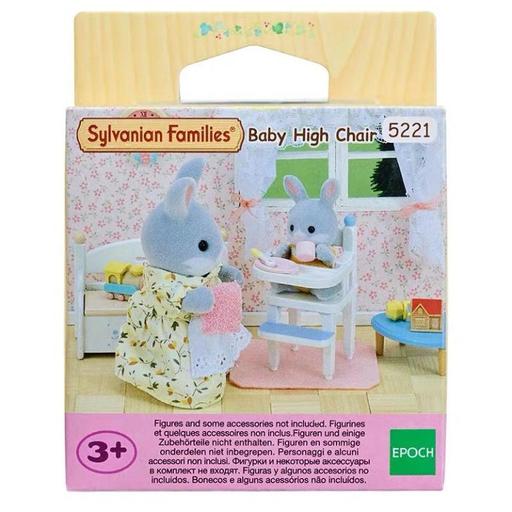 Sylvanian Families®
Baby High Chair 5221
Figures and some accessories not included. Figurines
et quelques accessoires non inclus.Figuren und einige
Zubehörteile nicht enthalten. Figuren en sommige
onderdelen niet inbegrepen. Personaggi e alcuni
accessori non inclusi. Фигурки и некоторые аксессуары
в комплект не входят. Figuras y algunos accesorios no
incluidos. Bonecos e alguns acessórios não incluídos.
3+
EPOCH